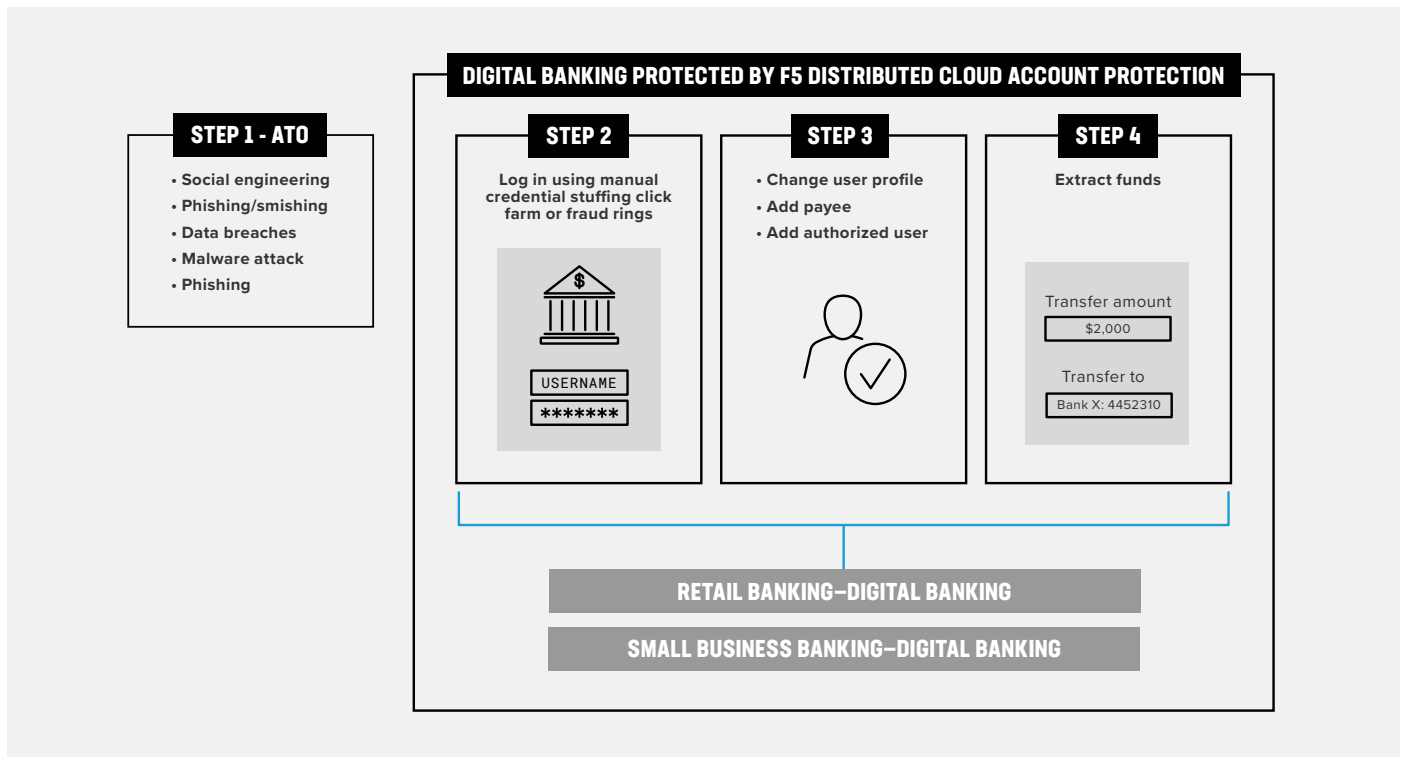 DIGITAL BANKING PROTECTED BY F5 DISTRIBUTED CLOUD ACCOUNT PROTECTION
STEP 1 - ATO
• Social engineering
• Phishing/smishing
• Data breaches
• Malware attack
• Phishing
STEP 2
Log in using manual
credential stuffing click
farm or fraud rings
$
USERNAME
*******
STEP 3
• Change user profile
• Add payee
• Add authorized user
STEP 4
Extract funds
Transfer amount
$2,000
Transfer to
Bank X: 4452310
RETAIL BANKING–DIGITAL BANKING
SMALL BUSINESS BANKING–DIGITAL BANKING